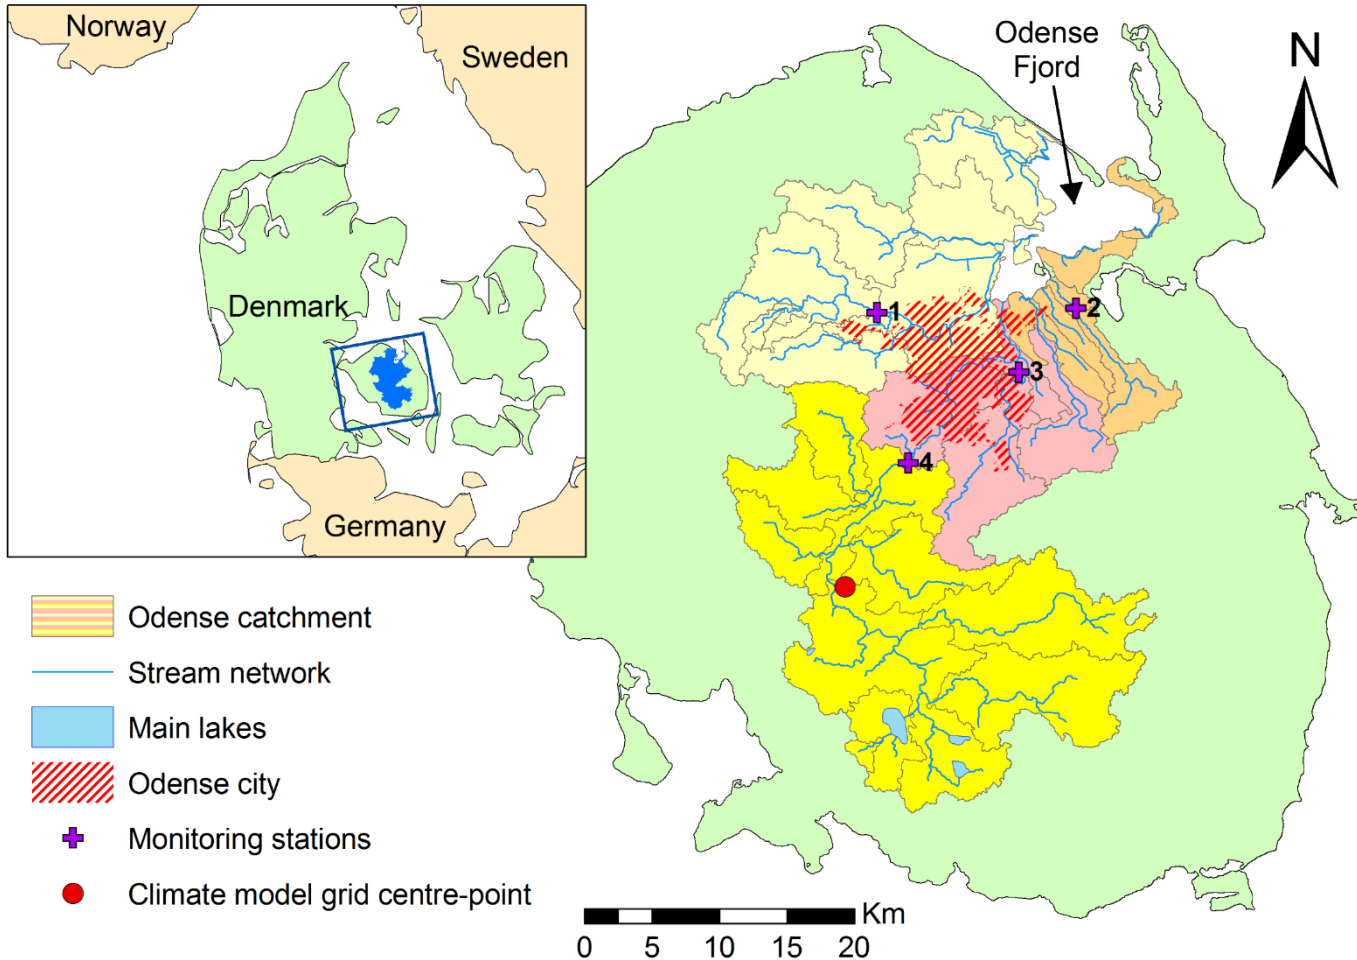 Norway
Sweden
Denmark
Germany
Odense
Fjord
N
1
2
3
4
Odense catchment
Stream network
Main lakes
Odense city
Monitoring stations
Climate model grid centre-point
Km
0 5 10 15 20